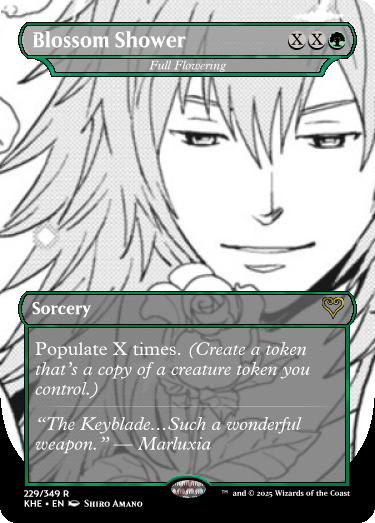 Blossom Shower XXG
Full Flowering
Sorcery
Populate X times. (Create a token
that's a copy of a creature token you
control.)
“The Keyblade…Such a wonderful
weapon.” — Marluxia
229/349 R
KHE • EN SHIRO AMANO
™ and © 2025 Wizards of the Coast